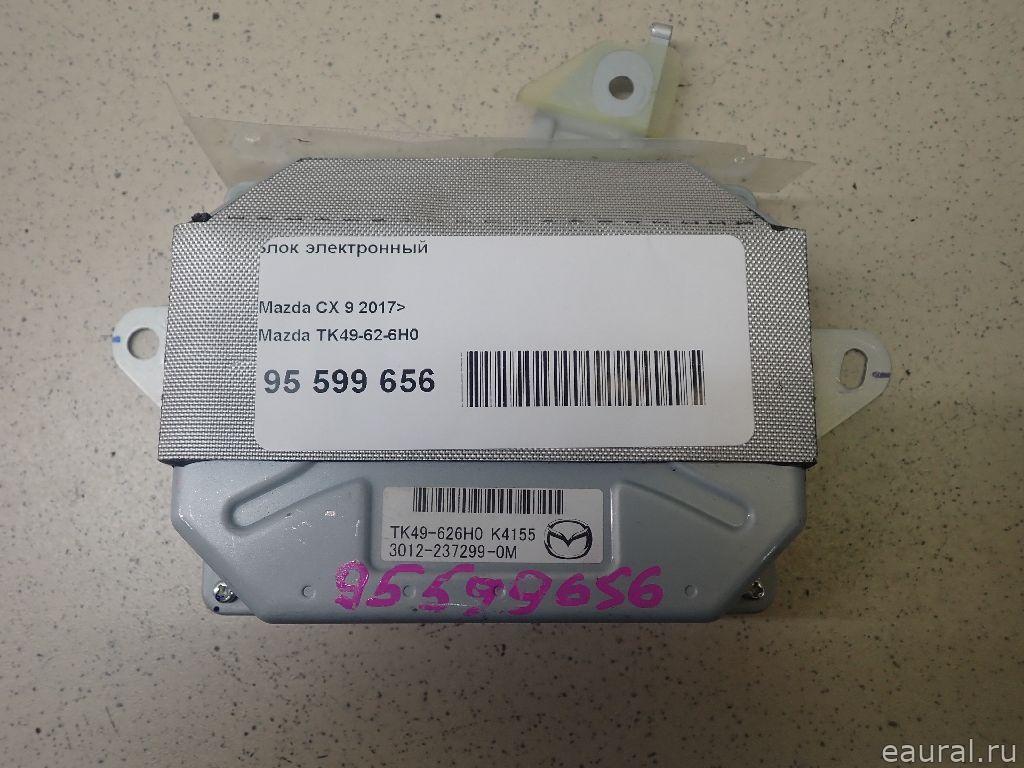 Блок электронный
Mazda CX 9 2017>
Mazda TK49-62-6H0
95 599 656
TK49-626H0 K4155
3012-237299-0M
95599656
eaural.ru